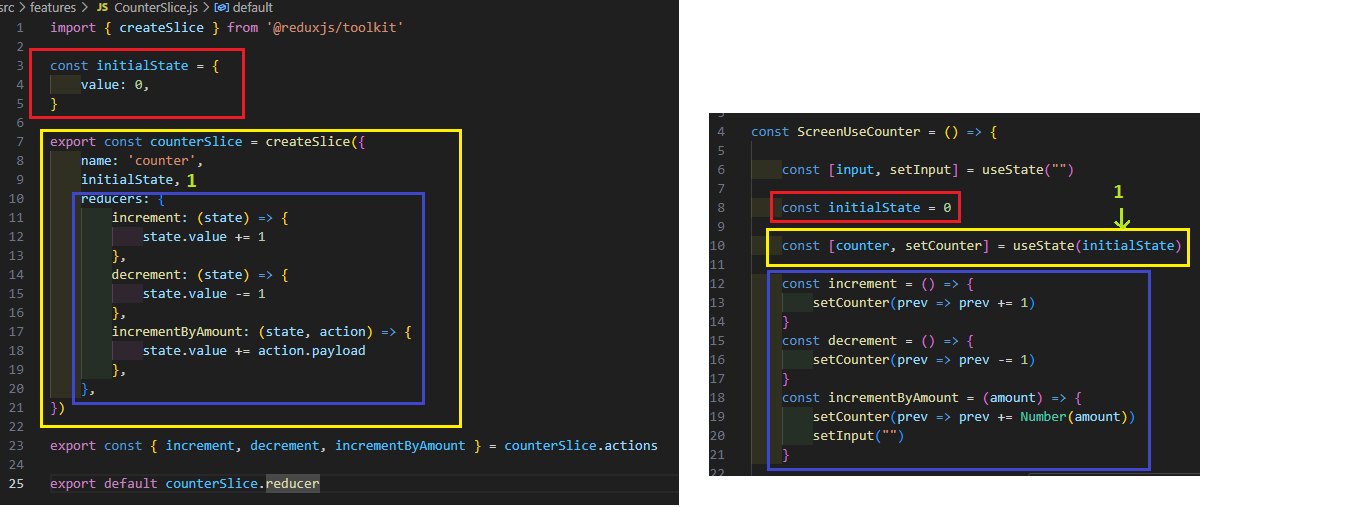 src > features > JS CounterSlice.js > default
1 import { createSlice } from '@reduxjs/toolkit'
2
3 const initialState = {
4 value: 0,
5 }
6
7 export const counterSlice = createSlice({
8 name: 'counter',
9 initialState, 1
10 reducers: {
11 increment: (state) => {
12 state.value += 1
13 },
14 decrement: (state) => {
15 state.value -= 1
16 },
17 incrementByAmount: (state, action) => {
18 state.value += action.payload
19 },
20 },
21 })
22
23 export const { increment, decrement, incrementByAmount } = counterSlice.actions
24
25 export default counterSlice.reducer
4 const ScreenUseCounter = () => {
5
6 const [input, setInput] = useState("")
7
1
8 const initialState = 0
9
10 const [counter, setCounter] = useState(initialState)
11
12 const increment = () => {
13 setCounter(prev => prev += 1)
14 }
15 const decrement = () => {
16 setCounter(prev => prev -= 1)
17 }
18 const incrementByAmount = (amount) => {
19 setCounter(prev => prev += Number(amount))
20 setInput("")
21 }
22